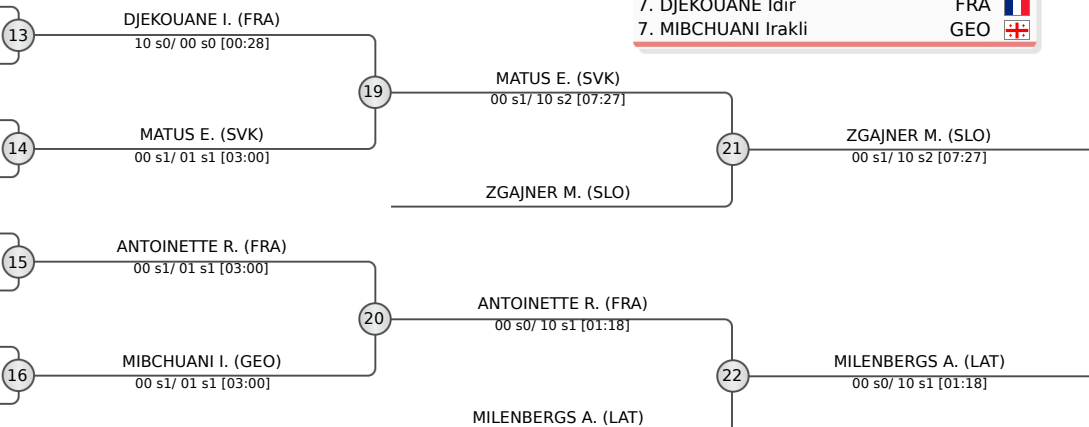 DJEKOUANE I. (FRA)
7. DJEKOUANE Idir FRA
13
10 s0/ 00 s0 [00:28]
7. MIBCHUANI Irakli GEO
19
MATUS E. (SVK)
00 s1/ 10 s2 [07:27]
14
MATUS E. (SVK)
00 s1/ 01 s1 [03:00]
21
ZGAJNER M. (SLO)
00 s1/ 10 s2 [07:27]
ZGAJNER M. (SLO)
15
ANTOINETTE R. (FRA)
00 s1/ 01 s1 [03:00]
20
ANTOINETTE R. (FRA)
00 s0/ 10 s1 [01:18]
16
MIBCHUANI I. (GEO)
00 s1/ 01 s1 [03:00]
22
MILENBERGS A. (LAT)
00 s0/ 10 s1 [01:18]
MILENBERGS A. (LAT)